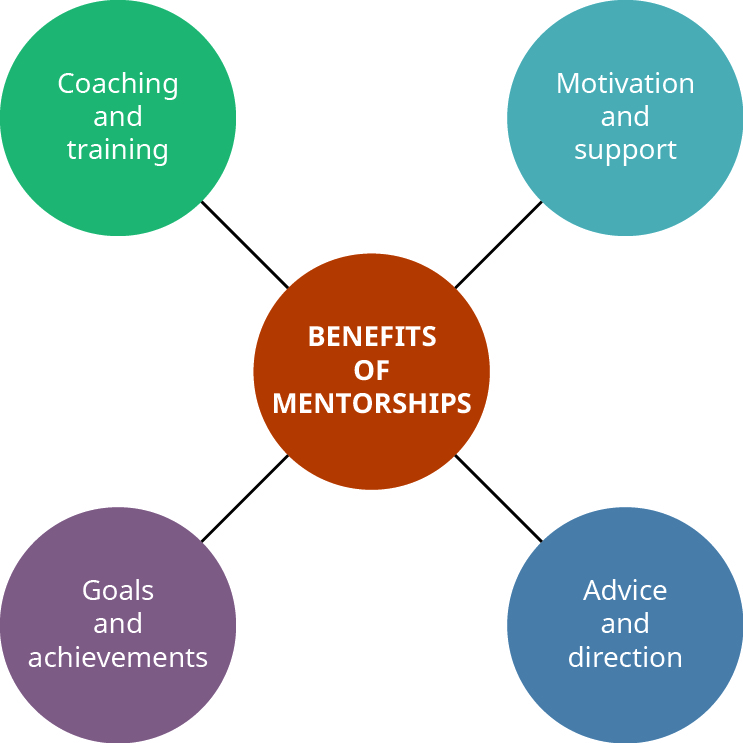 Coaching
and
training
Motivation
and
support
BENEFITS
OF
MENTORSHIPS
Goals
and
achievements
Advice
and
direction